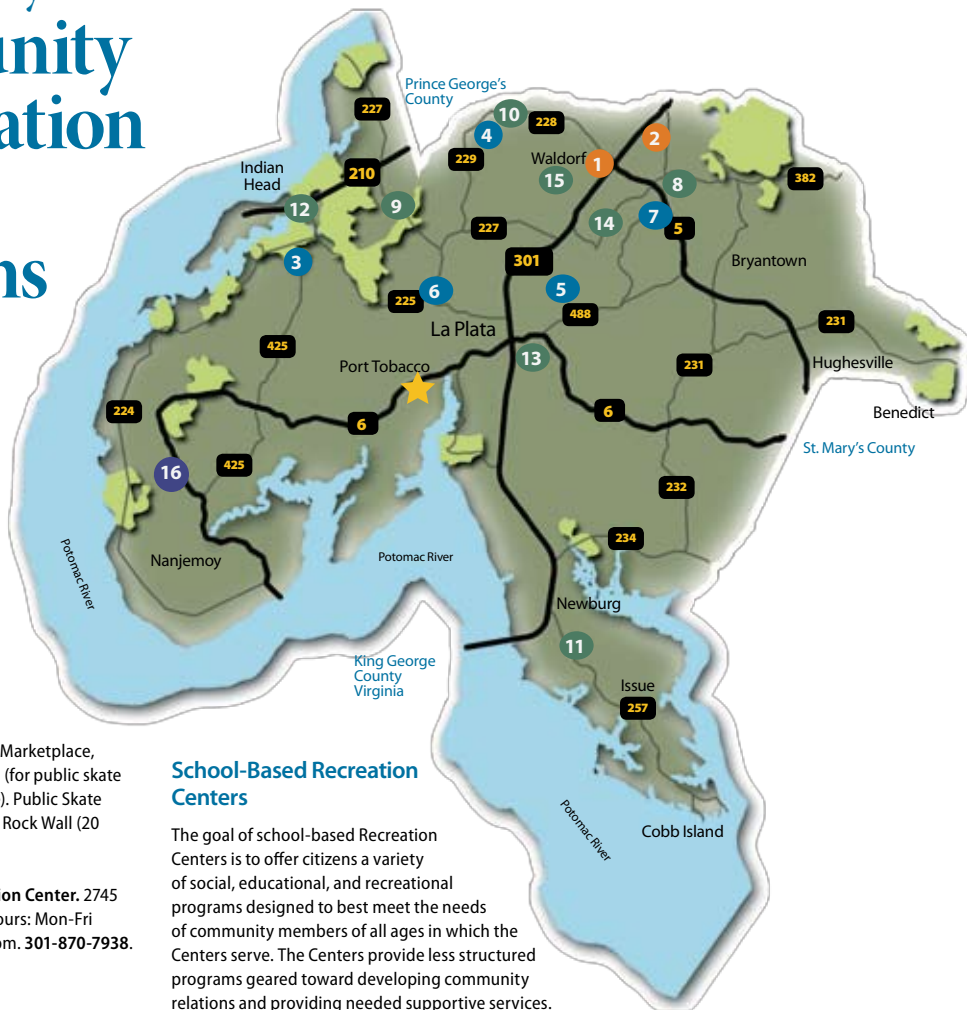 unity
ation
ns
Prince George's
County
227
10
228
4
2
229
Waldorf
1
Indian
Head
210
15
8
382
12
9
7
14
5
227
3
301
Bryantown
6
5
225
488
La Plata
231
425
13
231
Hughesville
Port Tobacco
224
6
6
Benedict
St. Mary's County
16
425
232
234
Nanjemoy
Potomac River
Potomac River
Newburg
11
King George
County
Virginia
Issue
257
Potomac River
Cobb Island
Marketplace,
(for public skate
). Public Skate
Rock Wall (20
ion Center. 2745
ours: Mon-Fri
om. 301-870-7938.
School-Based Recreation
Centers
The goal of school-based Recreation
Centers is to offer citizens a variety
of social, educational, and recreational
programs designed to best meet the needs
of community members of all ages in which the
Centers serve. The Centers provide less structured
programs geared toward developing community
relations and providing needed supportive services.